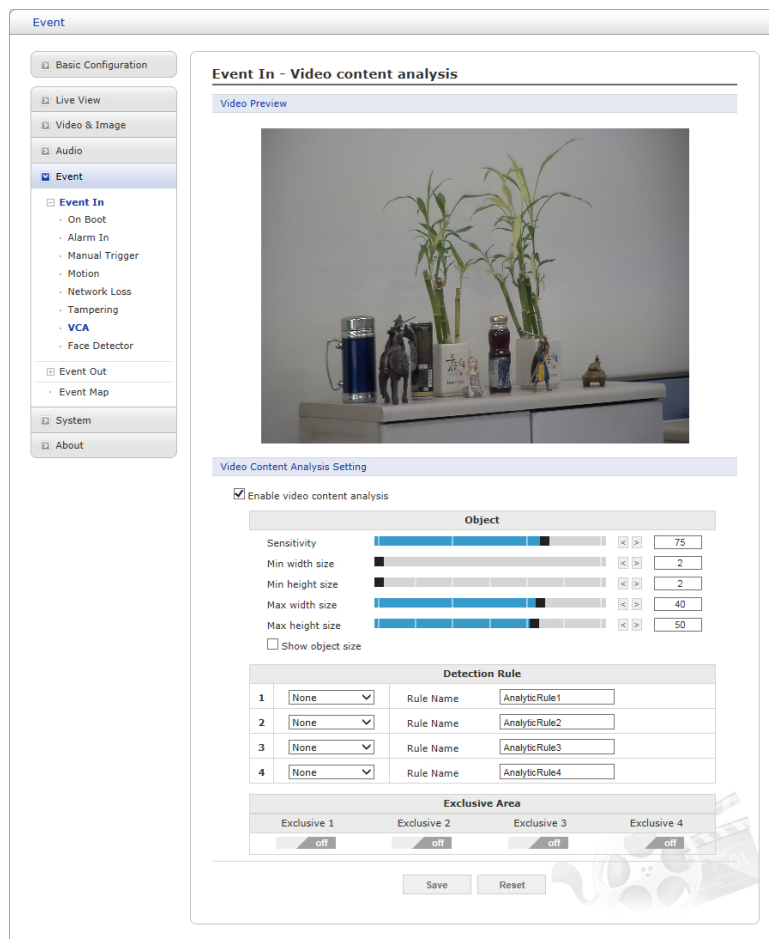 Event
Basic Configuration
Live View
Video & Image
Audio
Event
Event In
On Boot
Alarm In
Manual Trigger
Motion
Network Loss
Tampering
VCA
Face Detector
Event Out
Event Map
System
About
Event In - Video content analysis
Video Preview
Video Content Analysis Setting
Enable video content analysis
Object
Sensitivity < > 75
Min width size < > 2
Min height size < > 2
Max width size < > 40
Max height size < > 50
Show object size
Detection Rule
1 None Rule Name AnalyticRule1
2 None Rule Name AnalyticRule2
3 None Rule Name AnalyticRule3
4 None Rule Name AnalyticRule4
Exclusive Area
Exclusive 1 Exclusive 2 Exclusive 3 Exclusive 4
off off off off
Save Reset